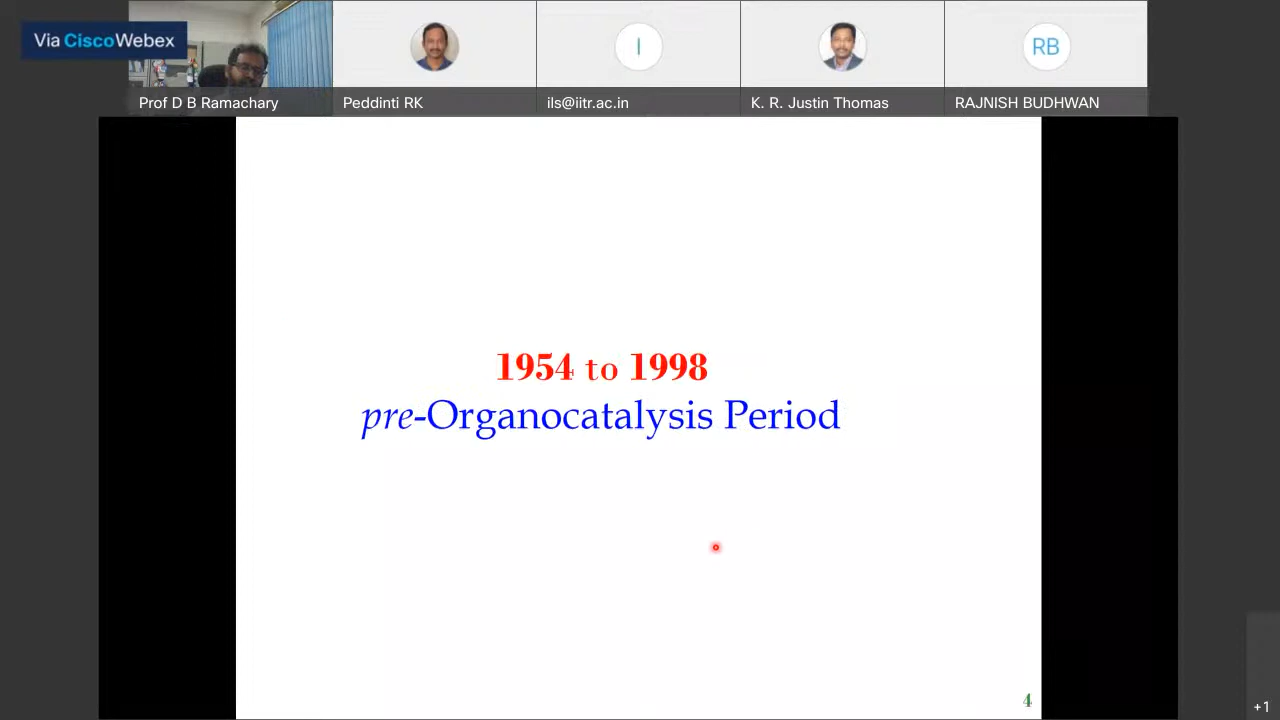 Via CiscoWebex
Prof D B Ramachary
Peddinti RK
I
ils@iitr.ac.in
K. R. Justin Thomas
RB
RAJNISH BUDHWAN
1954 to 1998
pre-Organocatalysis Period
4
+1